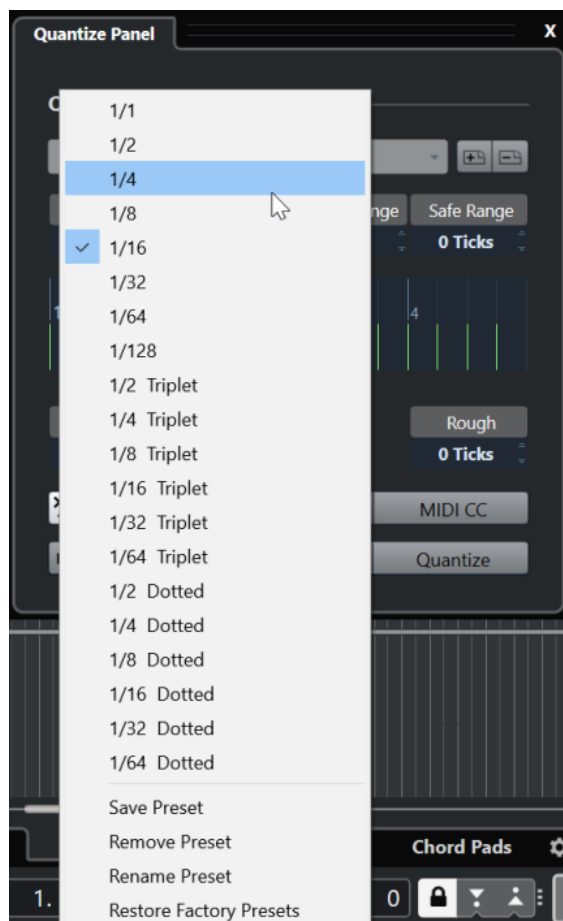 Quantize Panel
X
1/1
1/2
1/4
1/8
1/16
1/32
1/64
1/128
1/2 Triplet
1/4 Triplet
1/8 Triplet
1/16 Triplet
1/32 Triplet
1/64 Triplet
1/2 Dotted
1/4 Dotted
1/8 Dotted
1/16 Dotted
1/32 Dotted
1/64 Dotted
Save Preset
Remove Preset
Rename Preset
Restore Factory Presets
Safe Range
0 Ticks
4
Rough
0 Ticks
MIDI CC
Quantize
Chord Pads
1.
0